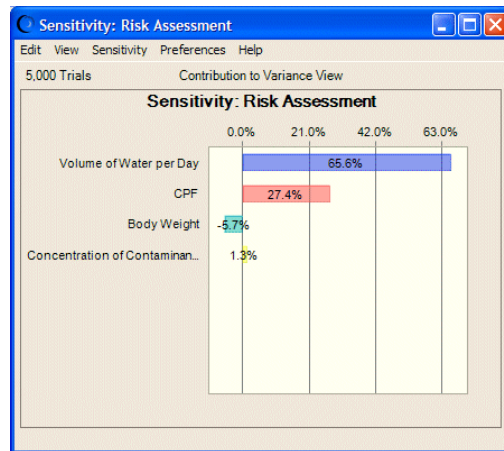 Sensitivity: Risk Assessment
Edit View Sensitivity Preferences Help
5,000 Trials Contribution to Variance View
Sensitivity: Risk Assessment
0.0% 21.0% 42.0% 63.0%
Volume of Water per Day 65.6%
CPF 27.4%
Body Weight -5.7%
Concentration of Contaminan... 1.3%